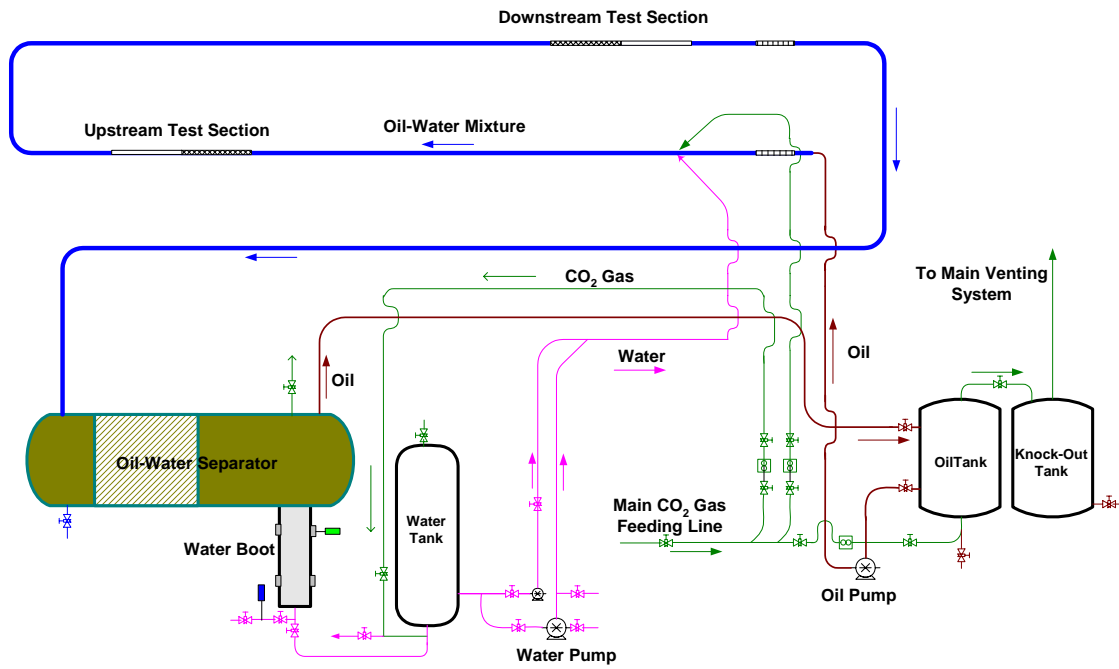 Downstream Test Section
Upstream Test Section
Oil-Water Mixture
CO₂ Gas
To Main Venting
System
Oil
Water
Oil
Oil-Water Separator
OilTank
Knock-Out
Tank
Water
Tank
Main CO₂ Gas
Feeding Line
Water Boot
Oil Pump
Water Pump